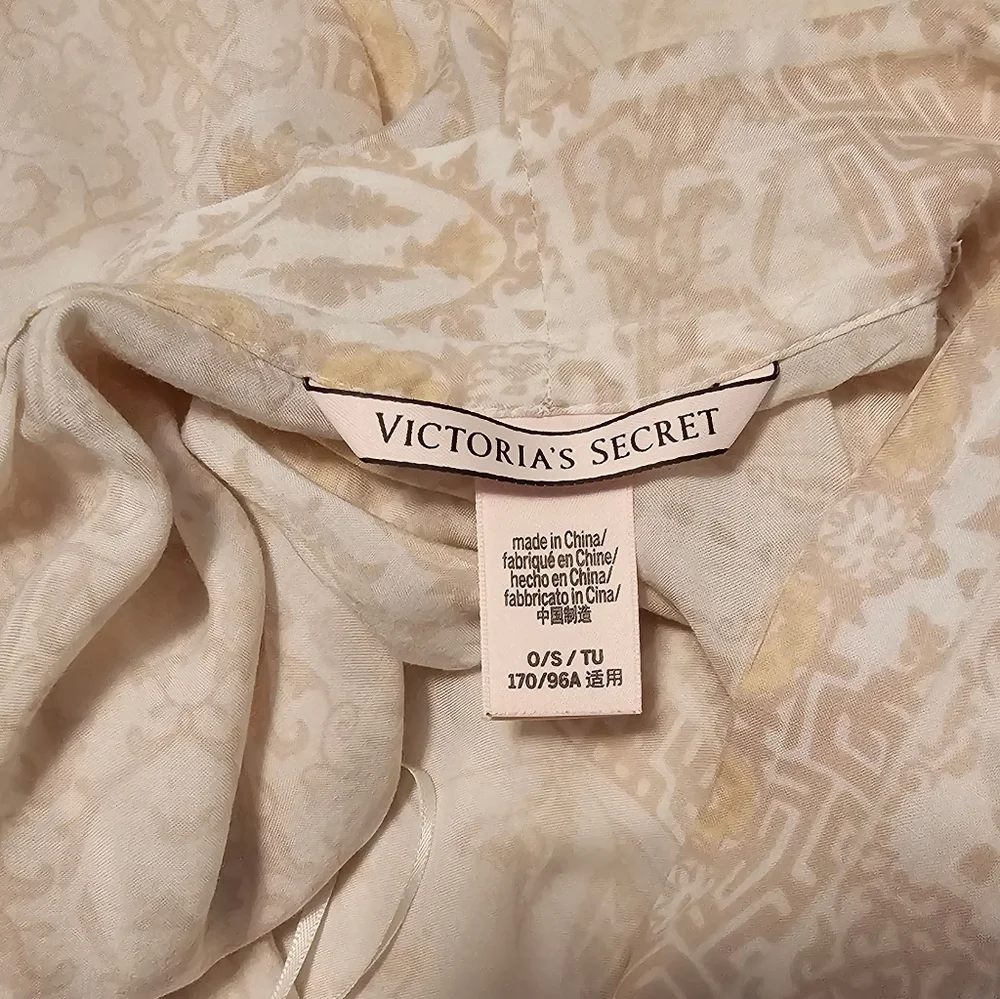 VICTORIA'S SECRET
made in China/
fabriqué en Chine/
hecho en China/
fabbricato in Cina/
中国制造
O/S / TU
170/96A 适用